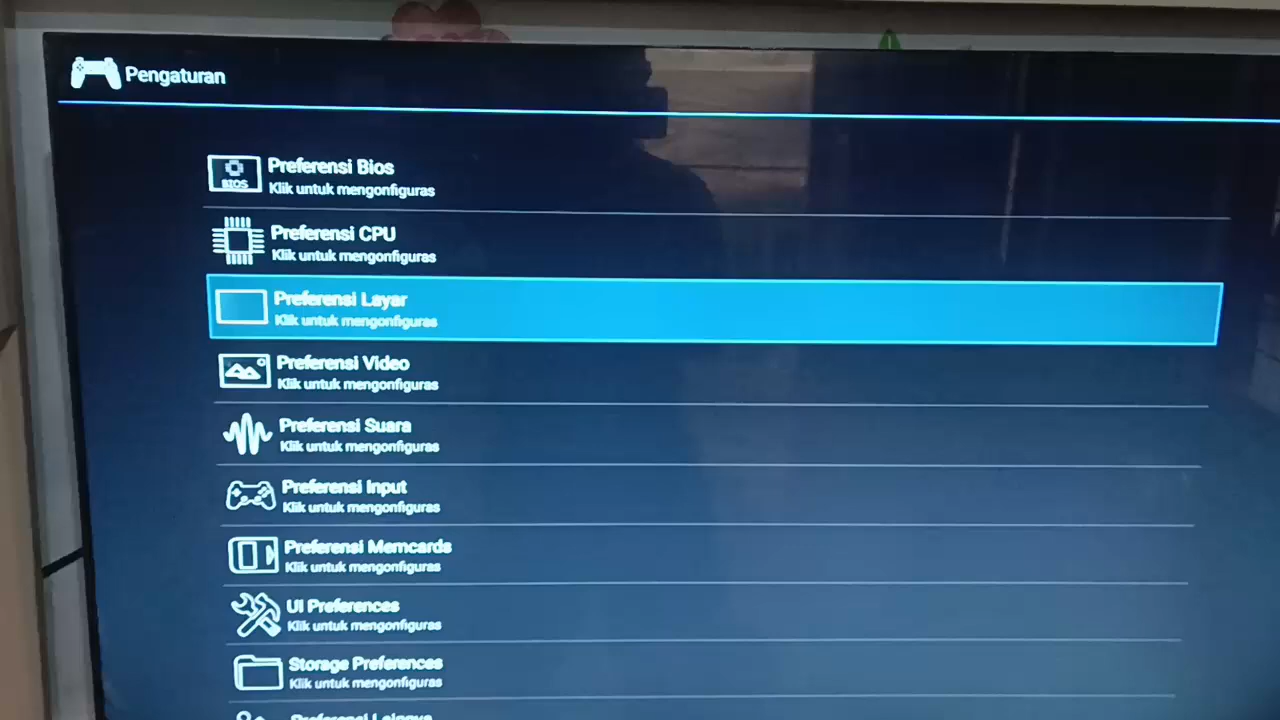 Pengaturan
Preferensi Bios
BIOS
Klik untuk mengonfiguras
Preferensi CPU
Klik untuk mengonfiguras
Preferensi Layar
Klik untuk mengonfiguras
Preferensi Video
Klik untuk mengonfiguras
Preferensi Suara
Klik untuk mengonfiguras
Preferensi Input
Klik untuk mengonfiguras
Preferensi Memcards
Klik untuk mengonfiguras
UI Preferences
Klik untuk mengonfiguras
Storage Preferences
Klik untuk mengonfiguras
Preferensi Laingya